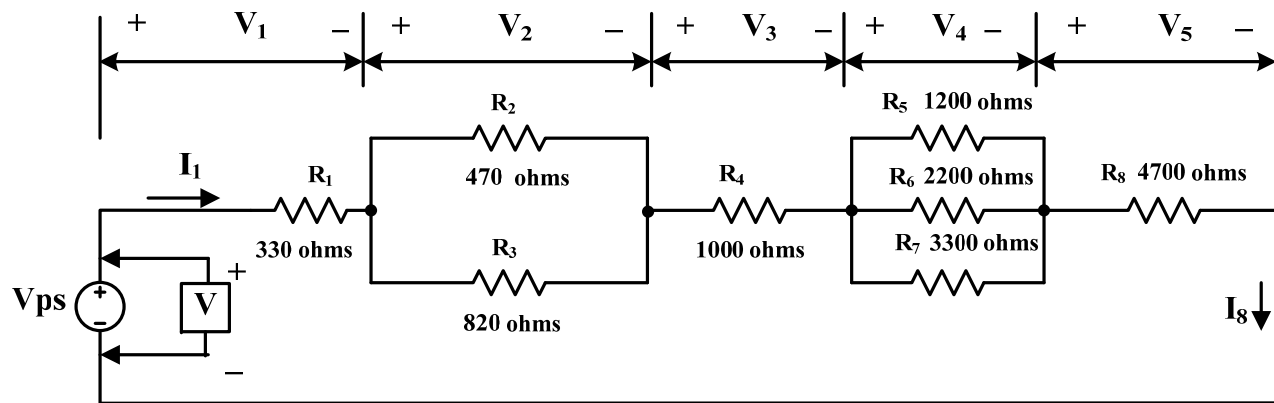 + V1 − + V2 − + V3 − + V4 − + V5 −
R2
470 ohms
R5 1200 ohms
I1
R1
330 ohms
R4
1000 ohms
R6 2200 ohms
R8 4700 ohms
R3
820 ohms
R7 3300 ohms
Vps
+
−
V
+
−
I8